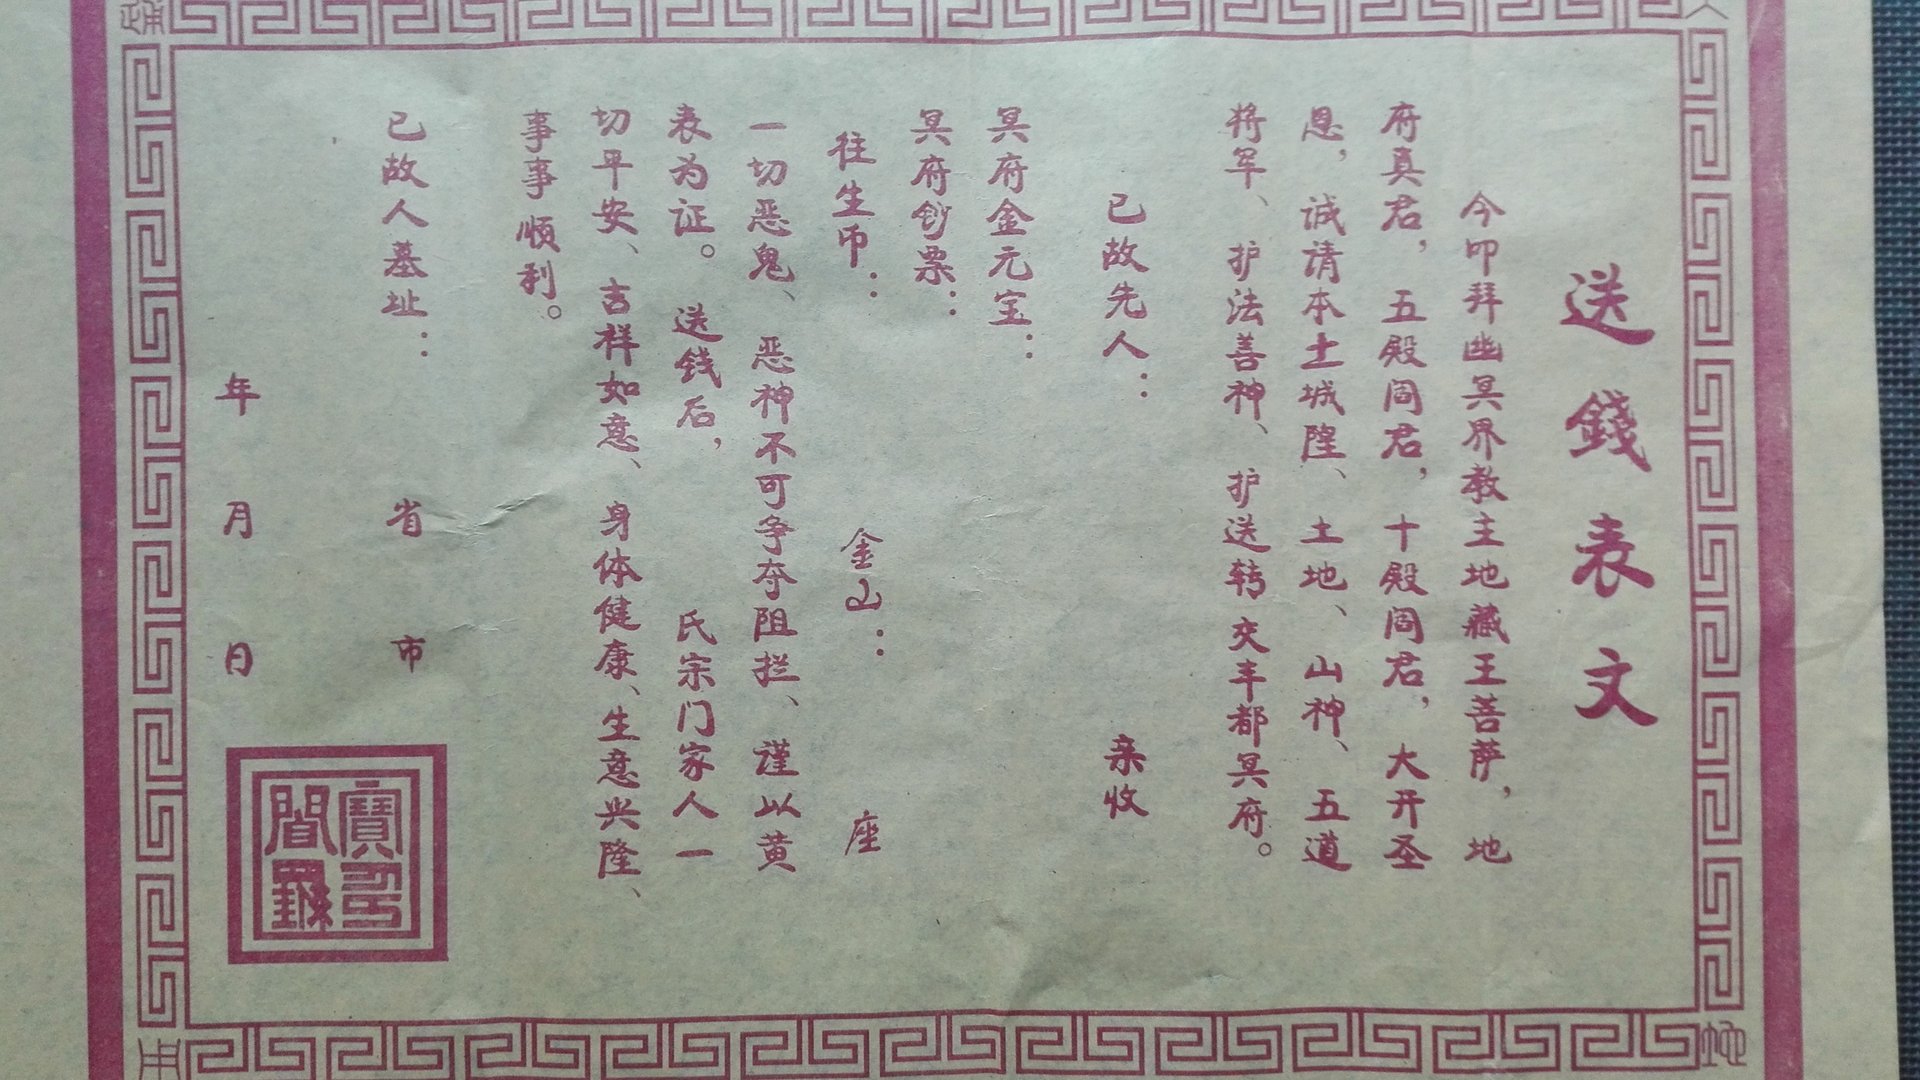 送錢表文
今叩拜幽冥界教主地藏王菩萨，地
府真君，五殿阎君，十殿阎君，大开圣
恩，诚请本土城隍、土地、山神、五道
将军、护法善神、护送转交丰都冥府。
已故先人： 亲收
冥府金元宝：
冥府钞票：
往生币： 金山： 座
一切恶鬼、恶神不可争夺阻拦、谨以黄
表为证。送钱后， 氏宗门家人一
切平安、吉祥如意、身体健康、生意兴隆、
事事顺利。
已故人墓址： 省 市
年 月 日